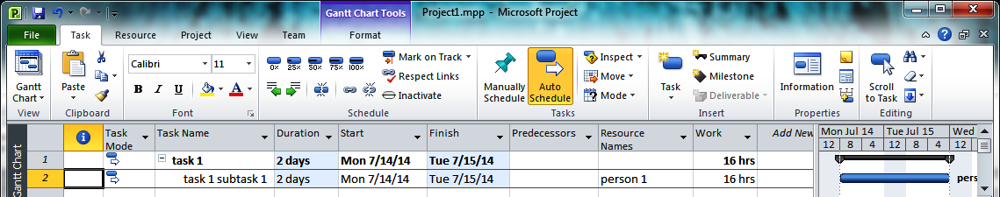 Gantt Chart Tools
Project1.mpp - Microsoft Project
File Task Resource Project View Team Format
Gantt Chart
View
Paste
Clipboard
Calibri 11
B I U A
Font
0% 25% 50% 75% 100%
Mark on Track
Respect Links
Inactivate
Schedule
Manually Schedule
Auto Schedule
Inspect
Move
Mode
Tasks
Task
Summary
Milestone
Deliverable
Insert
Information
Properties
Scroll to Task
Editing
Gantt Chart
Task Mode Task Name Duration Start Finish Predecessors Resource Names Work Add New
Mon Jul 14 Tue Jul 15 Wed
12 8 4 12 8 4 12
1 task 1 2 days Mon 7/14/14 Tue 7/15/14 16 hrs
2 task 1 subtask 1 2 days Mon 7/14/14 Tue 7/15/14 person 1 16 hrs
pers